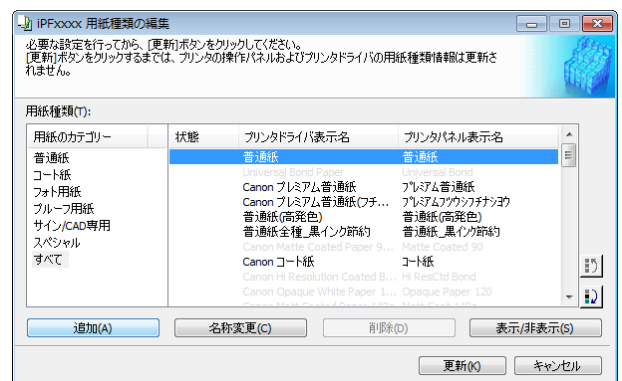 iPFxxxx 用紙種類の編集
必要な設定を行ってから、[更新]ボタンをクリックしてください。
[更新]ボタンをクリックするまでは、プリンタの操作パネルおよびプリンタドライバの用紙種類情報は更新さ
れません。
用紙種類(T):
用紙のカテゴリー 状態 プリンタドライバ表示名 プリンタパネル表示名
普通紙 普通紙 普通紙
Universal Bond Paper Universal Bond
コート紙 Canon プレミアム普通紙 プレミアム普通紙
フォト用紙 Canon プレミアム普通紙(フチ... プレミアムフツウシフチナシヨウ
プルーフ用紙 普通紙(高発色) 普通紙(高発色)
サイン/CAD専用 普通紙全種_黒インク節約 普通紙_黒インク節約
スペシャル Canon Matte Coated Paper 9... Matte Coated 90
すべて Canon コート紙 コート紙
Canon Hi Resolution Coated B... Hi ResCtd Bond
Canon Opaque White Paper 1... Opaque Paper 120
追加(A) 名称変更(C) 削除(D) 表示/非表示(S)
更新(K) キャンセル